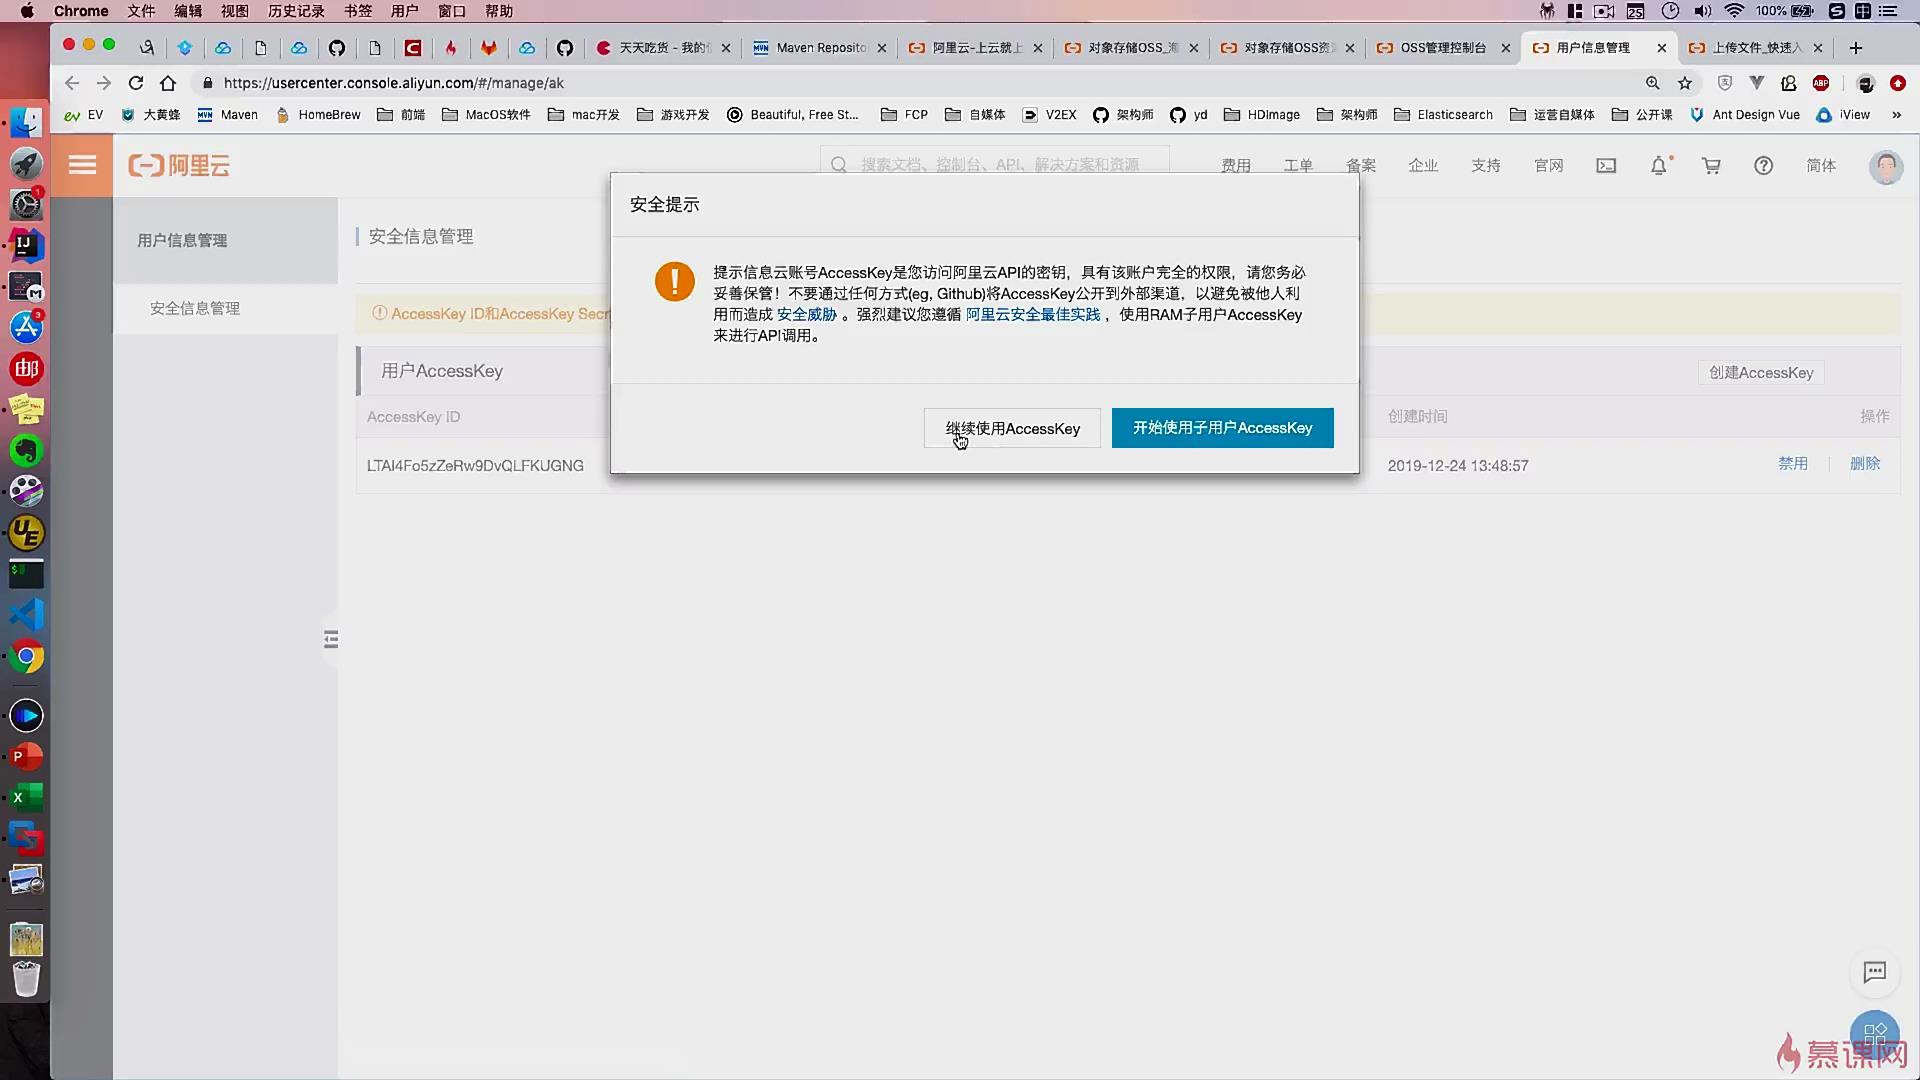 Chrome 文件 编辑 视图 历史记录 书签 用户 窗口 帮助 25 100%
天天吃货 - 我的 Maven Reposito 阿里云-上云就上 对象存储OSS 对象存储OSS资 OSS管理控制台 用户信息管理 上传文件_快速入
https://usercenter.console.aliyun.com/#/manage/ak ABP
EV 大黄蜂 Maven HomeBrew 前端 MacOS软件 mac开发 游戏开发 Beautiful, Free St... FCP 自媒体 V2EX 架构师 yd HDImage 架构师 Elasticsearch 运营自媒体 公开课 Ant Design Vue iView »
阿里云 搜索文档、控制台、API、解决方案和资源 费用 工单 备案 企业 支持 官网 简体
用户信息管理
安全信息管理
安全信息管理
AccessKey ID和AccessKey Secr
用户AccessKey 创建AccessKey
AccessKey ID 创建时间 操作
LTAI4Fo5zZeRw9DvQLFKUGNG 2019-12-24 13:48:57 禁用 删除
安全提示
提示信息云账号AccessKey是您访问阿里云API的密钥，具有该账户完全的权限，请您务必
妥善保管！不要通过任何方式(eg, Github)将AccessKey公开到外部渠道，以避免被他人利
用而造成 安全威胁 。强烈建议您遵循 阿里云安全最佳实践 ，使用RAM子用户AccessKey
来进行API调用。
继续使用AccessKey 开始使用子用户AccessKey
慕课网